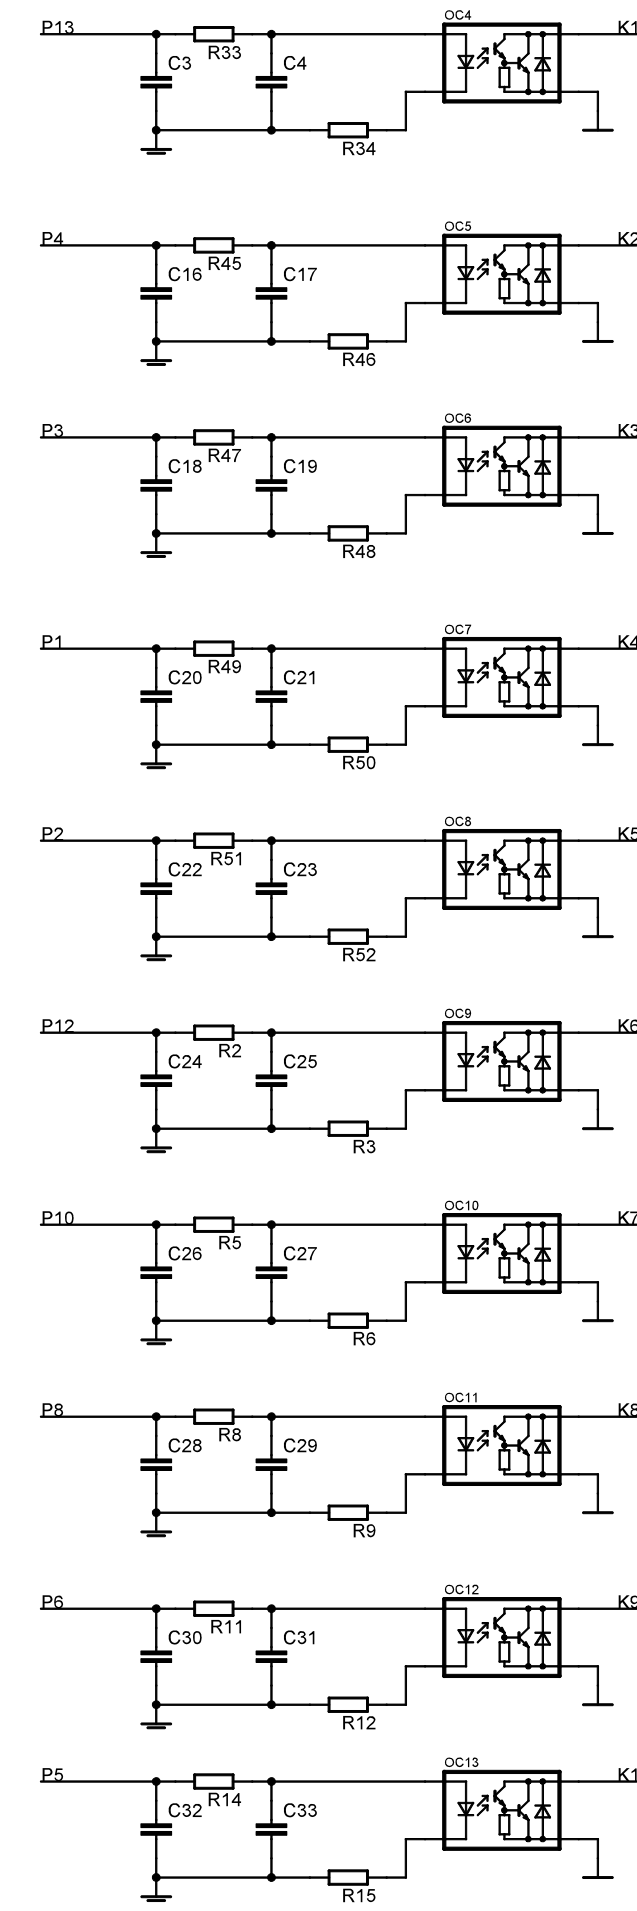 P13 OC4 K1
R33
C3 C4
R34
P4 OC5 K2
R45
C16 C17
R46
P3 OC6 K3
R47
C18 C19
R48
P1 OC7 K4
R49
C20 C21
R50
P2 OC8 K5
R51
C22 C23
R52
P12 OC9 K6
R2
C24 C25
R3
P10 OC10 K7
R5
C26 C27
R6
P8 OC11 K8
R8
C28 C29
R9
P6 OC12 K9
R11
C30 C31
R12
P5 OC13 K1
R14
C32 C33
R15